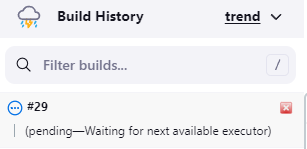 Build History
trend
Filter builds...
/
#29
(pending—Waiting for next available executor)